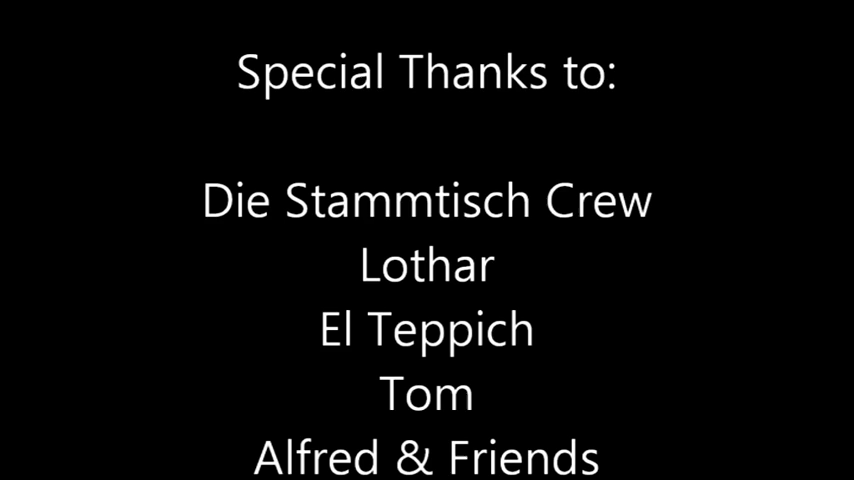 Special Thanks to:
Die Stammtisch Crew
Lothar
El Teppich
Tom
Alfred & Friends